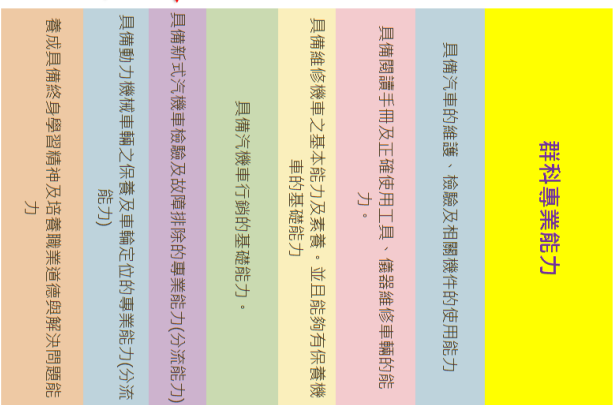 群科專業能力
具備汽車的維護、檢驗及相關機件的使用能力
具備閱讀手冊及正確使用工具、儀器維修車輛的能
力。
具備維修機車之基本能力及素養。並且能夠有保養機
車的基礎能力
具備汽機車行銷的基礎能力。
具備新式汽機車檢驗及故障排除的專業能力(分流能力)
具備動力機械車輛之保養及車輪定位的專業能力(分流
能力)
養成具備終身學習精神及培養職業道德與解決問題能
力